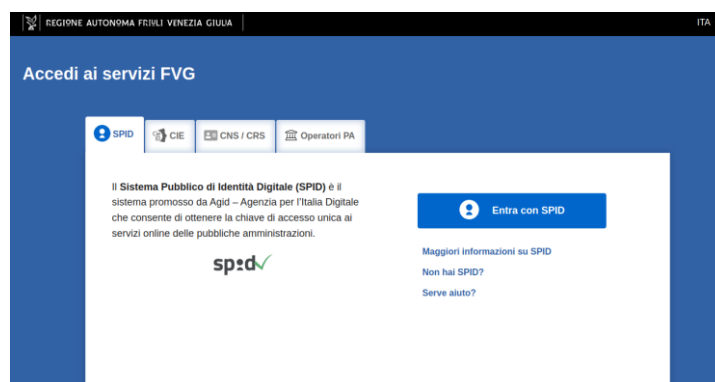 REGIONE AUTONOMA FRIULI VENEZIA GIULIA
ITA
Accedi ai servizi FVG
SPID
CIE
CNS / CRS
Operatori PA
Il Sistema Pubblico di Identità Digitale (SPID) è il
sistema promosso da Agid – Agenzia per l'Italia Digitale
che consente di ottenere la chiave di accesso unica ai
servizi online delle pubbliche amministrazioni.
spid
Entra con SPID
Maggiori informazioni su SPID
Non hai SPID?
Serve aiuto?